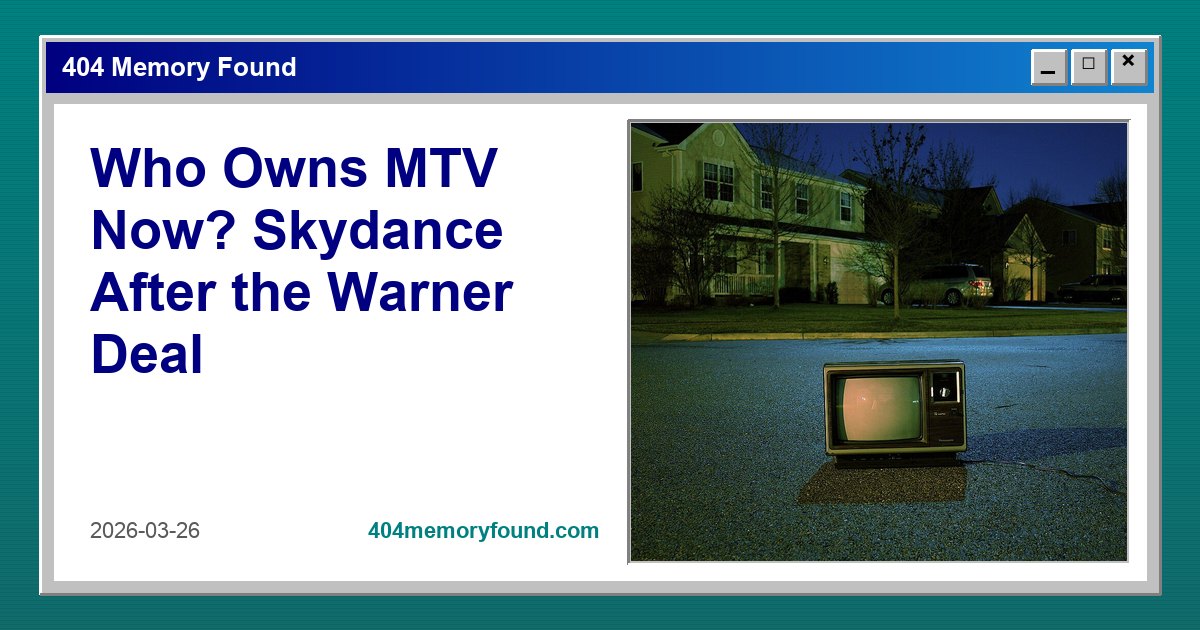 404 Memory Found
Who Owns MTV
Now? Skydance
After the Warner
Deal
2026-03-26
404memoryfound.com